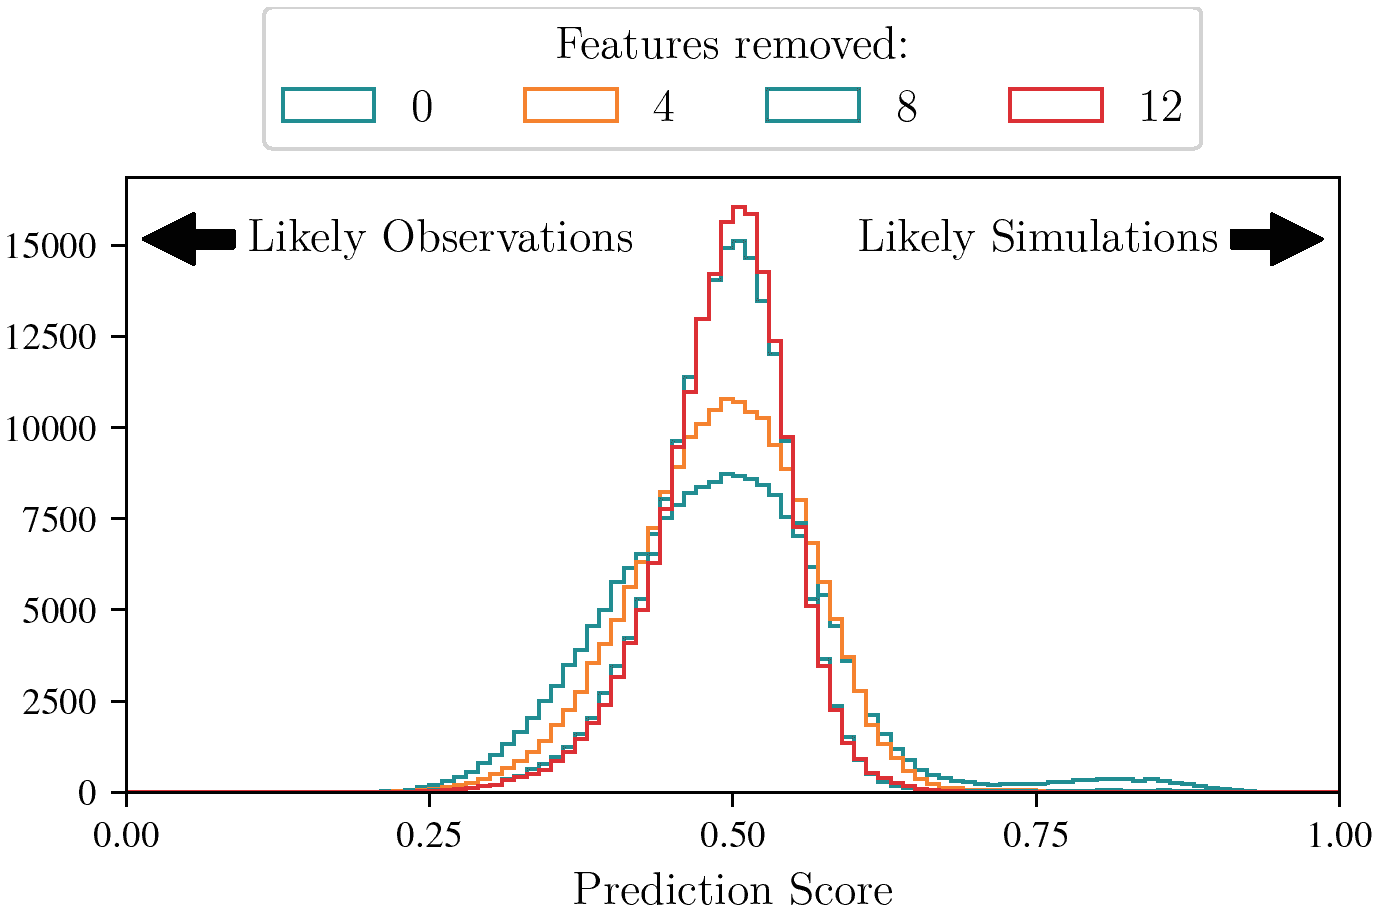 Features removed:
0 4 8 12
Likely Observations
Likely Simulations
15000
12500
10000
7500
5000
2500
0
0.00 0.25 0.50 0.75 1.00
Prediction Score